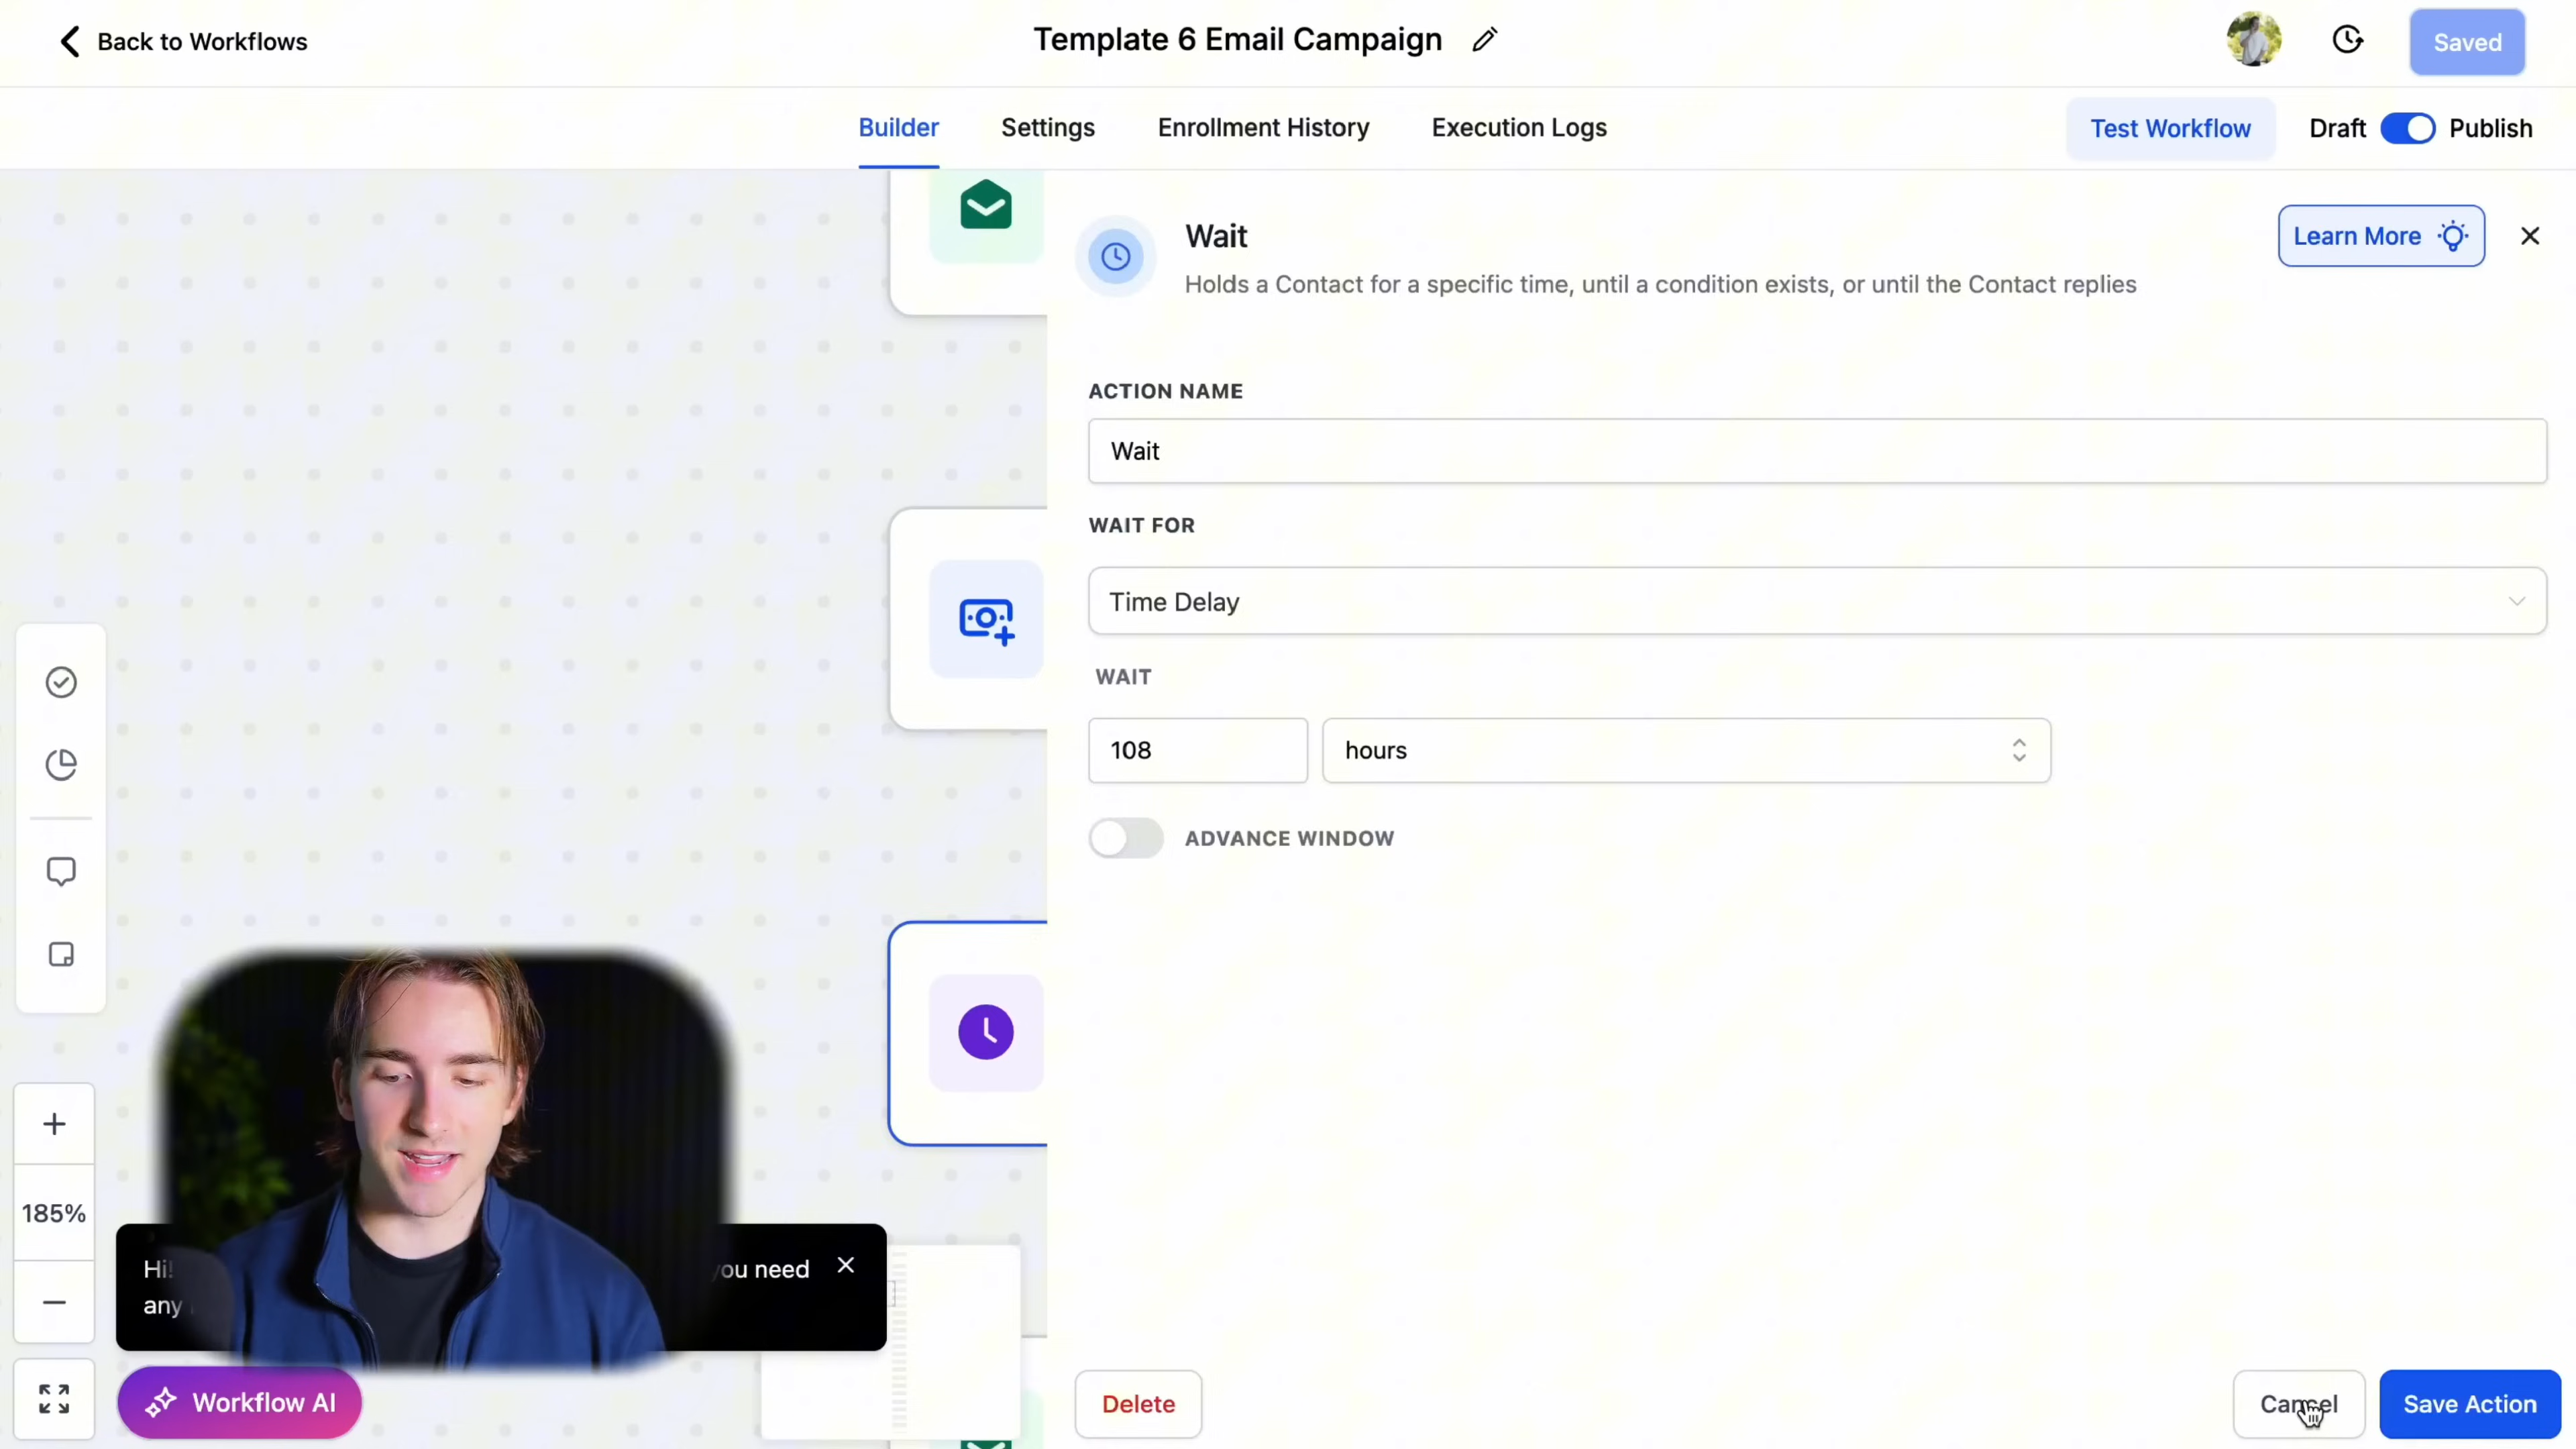 Back to Workflows
Template 6 Email Campaign
Saved
Builder
Settings
Enrollment History
Execution Logs
Test Workflow
Draft
Publish
Wait
Holds a Contact for a specific time, until a condition exists, or until the Contact replies
Learn More
ACTION NAME
Wait
WAIT FOR
Time Delay
WAIT
108
hours
ADVANCE WINDOW
185%
Hi!
you need
any
Workflow AI
Delete
Cancel
Save Action